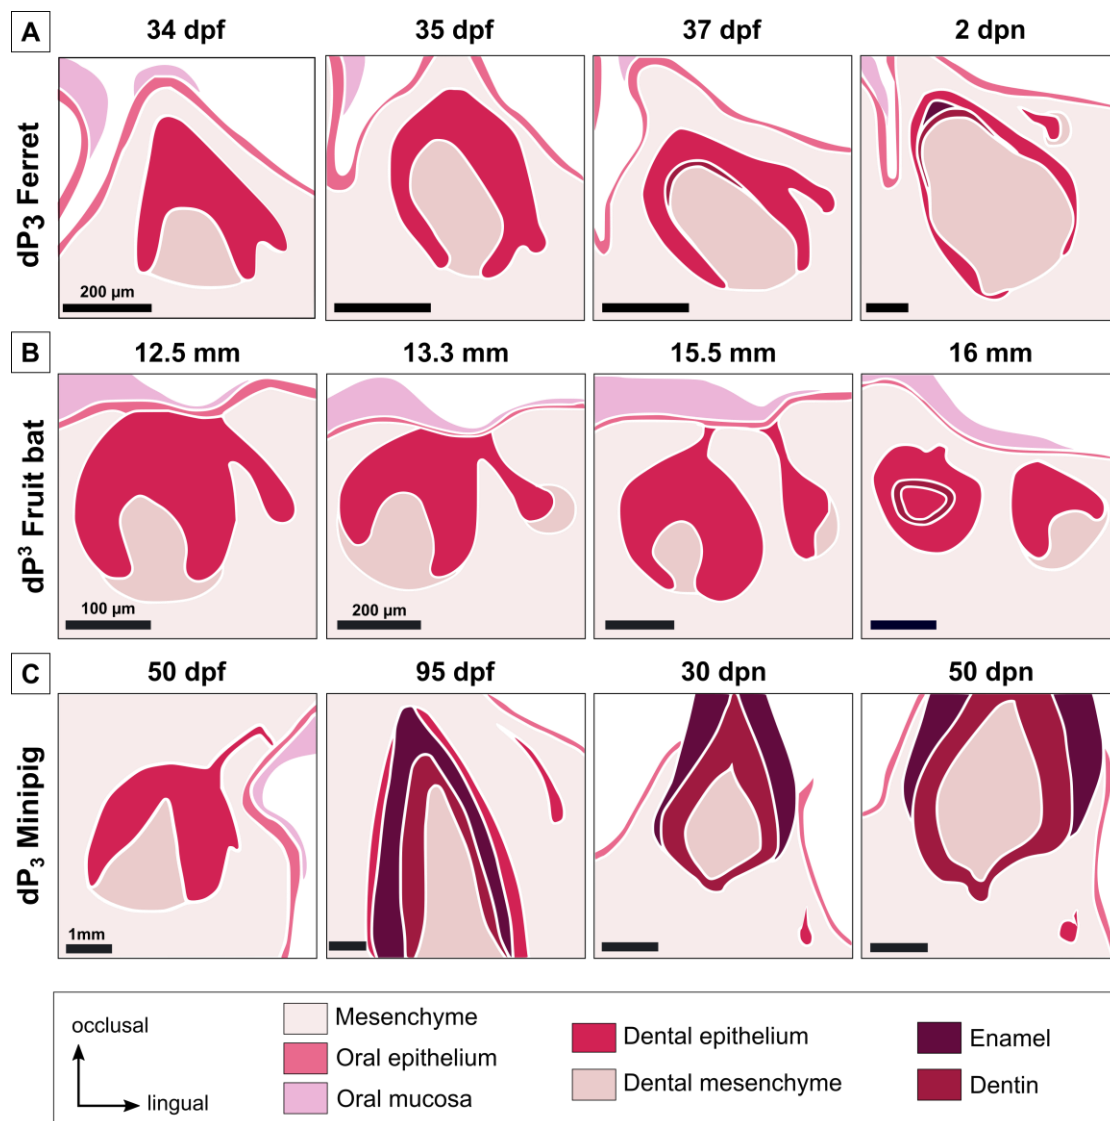 A
34 dpf
35 dpf
37 dpf
2 dpn
dP3 Ferret
200 µm
B
12.5 mm
13.3 mm
15.5 mm
16 mm
dP³ Fruit bat
100 µm
200 µm
C
50 dpf
95 dpf
30 dpn
50 dpn
dP₃ Minipig
1mm
occlusal
lingual
Mesenchyme
Oral epithelium
Oral mucosa
Dental epithelium
Dental mesenchyme
Enamel
Dentin